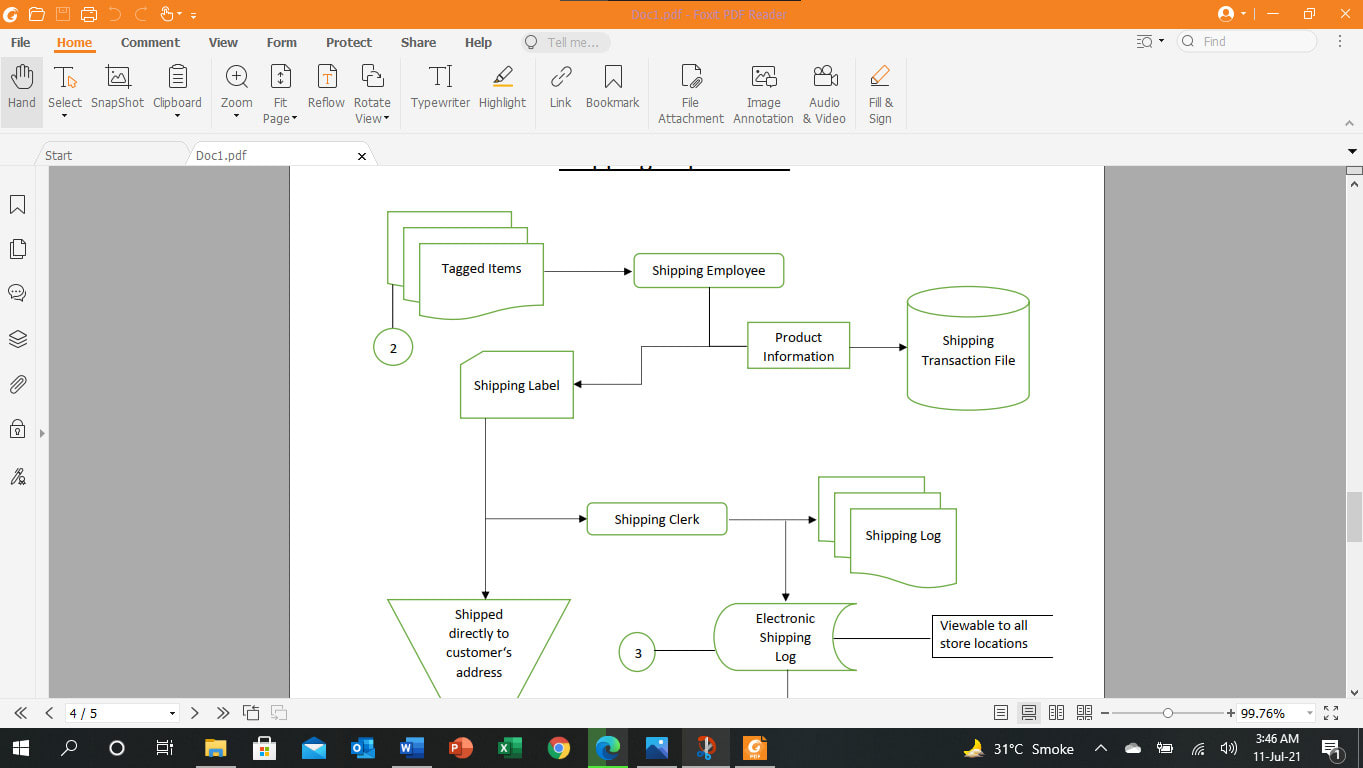 Doc1.pdf - Foxit PDF Reader
File Home Comment View Form Protect Share Help Tell me... Find
Hand Select SnapShot Clipboard Zoom Fit Page Reflow Rotate View Typewriter Highlight Link Bookmark File Attachment Image Annotation Audio & Video Fill & Sign
Start Doc1.pdf
Tagged Items
Shipping Employee
2
Product
Information
Shipping
Transaction File
Shipping Label
Shipping Clerk
Shipping Log
Shipped
directly to
customer's
address
3
Electronic
Shipping
Log
Viewable to all
store locations
4 / 5
99.76%
31°C Smoke
3:46 AM
11-Jul-21
1